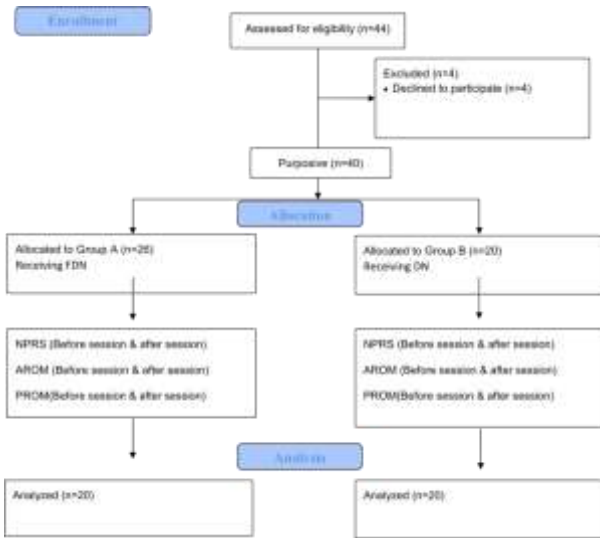 Enrollment
Assessed for eligibility (n=44)
Excluded (n=4)
• Declined to participate (n=4)
Purposive (n=40)
Allocation
Allocated to Group A (n=26)
Receiving FDN
Allocated to Group B (n=20)
Receiving DN
NPRS (Before session & after session)
AROM (Before session & after session)
PROM(Before session & after session)
NPRS (Before session & after session)
AROM (Before session & after session)
PROM(Before session & after session)
Analysis
Analyzed (n=20)
Analyzed (n=20)